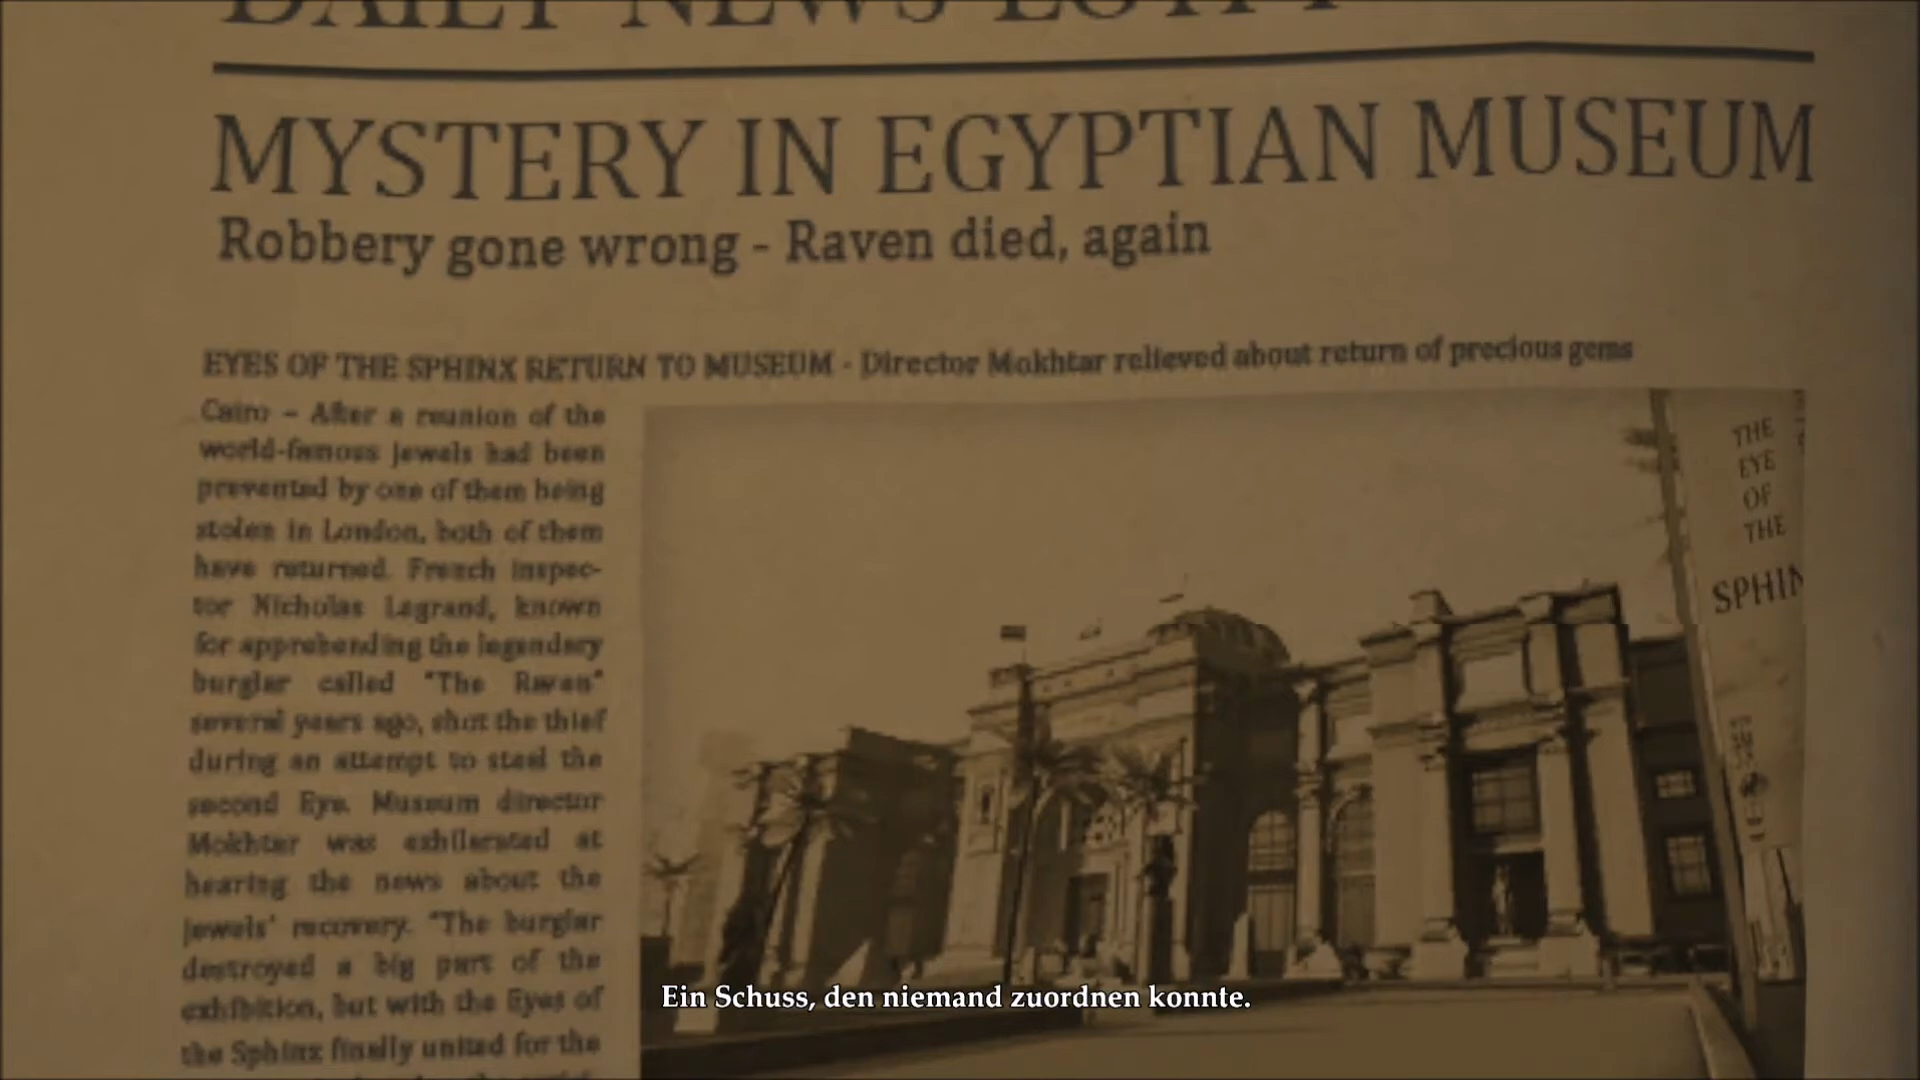 DAILY NEWS EGYPT
MYSTERY IN EGYPTIAN MUSEUM
Robbery gone wrong - Raven died, again
EYES OF THE SPHINX RETURN TO MUSEUM - Director Mokhtar relieved about return of precious gems
Cairo – After a reunion of the
world-famous jewels had been
prevented by one of them being
stolen in London, both of them
have returned. French inspec-
tor Nicholas Legrand, known
for apprehending the legendary
burglar called "The Raven"
several years ago, shot the thief
during an attempt to steal the
second Eye. Museum director
Mokhtar was exhilarated at
hearing the news about the
jewels' recovery. "The burglar
destroyed a big part of the
exhibition, but with the Eyes of
the Sphinx finally united for the
THE
EYE
OF
THE
SPHIN
Ein Schuss, den niemand zuordnen konnte.